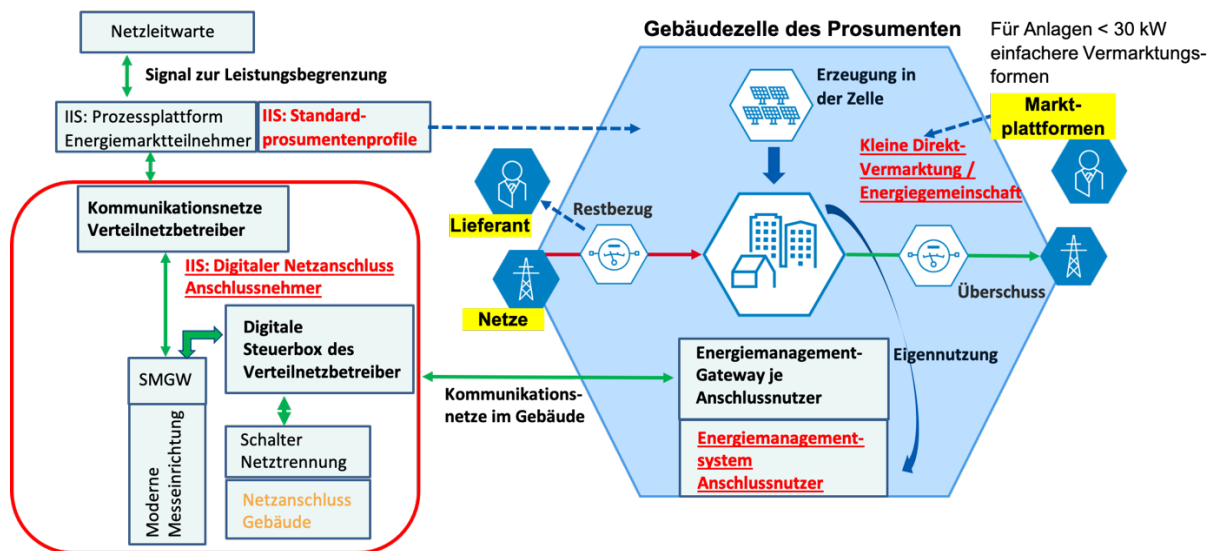 Netzleitwarte
Signal zur Leistungsbegrenzung
IIS: Prozessplattform
Energiemarktteilnehmer
IIS: Standard-
prosumentenprofile
Kommunikationsnetze
Verteilnetzbetreiber
IIS: Digitaler Netzanschluss
Anschlussnehmer
Digitale
Steuerbox des
Verteilnetzbetreiber
SMGW
Moderne
Messeinrichtung
Schalter
Netztrennung
Netzanschluss
Gebäude
Kommunikations-
netze im Gebäude
Gebäudezelle des Prosumenten
Erzeugung in
der Zelle
Für Anlagen < 30 kW
einfachere Vermarktungs-
formen
Markt-
plattformen
Kleine Direkt-
Vermarktung /
Energiegemeinschaft
Lieferant
Restbezug
Netze
Überschuss
Eigennutzung
Energiemanagement-
Gateway je
Anschlussnutzer
Energiemanagement-
system
Anschlussnutzer